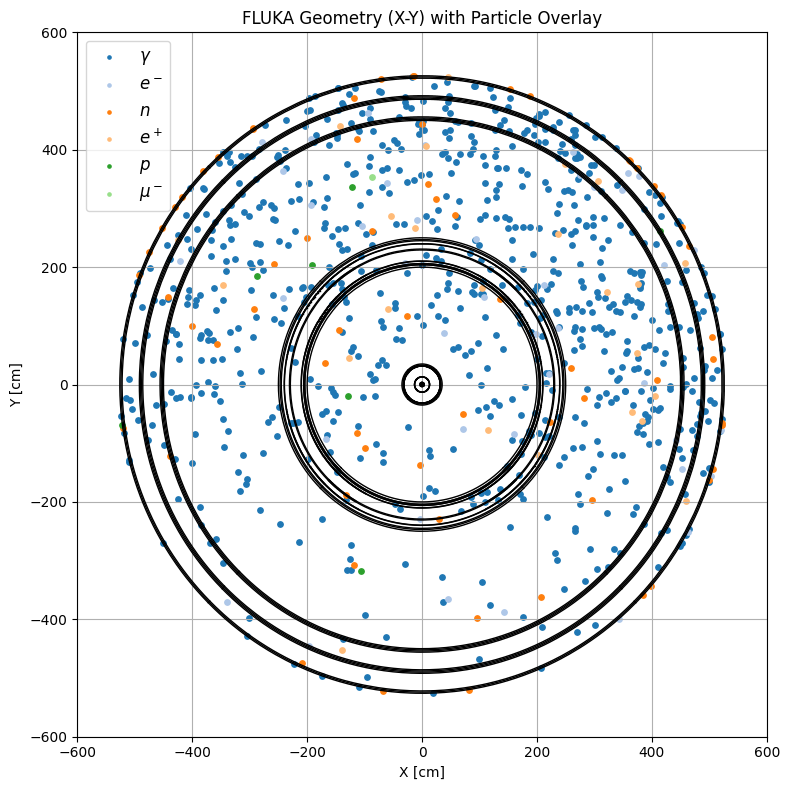 FLUKA Geometry (X-Y) with Particle Overlay
γ
e⁻
n
e⁺
p
μ⁻
600
400
200
0
−200
−400
−600
Y [cm]
−600 −400 −200 0 200 400 600
X [cm]